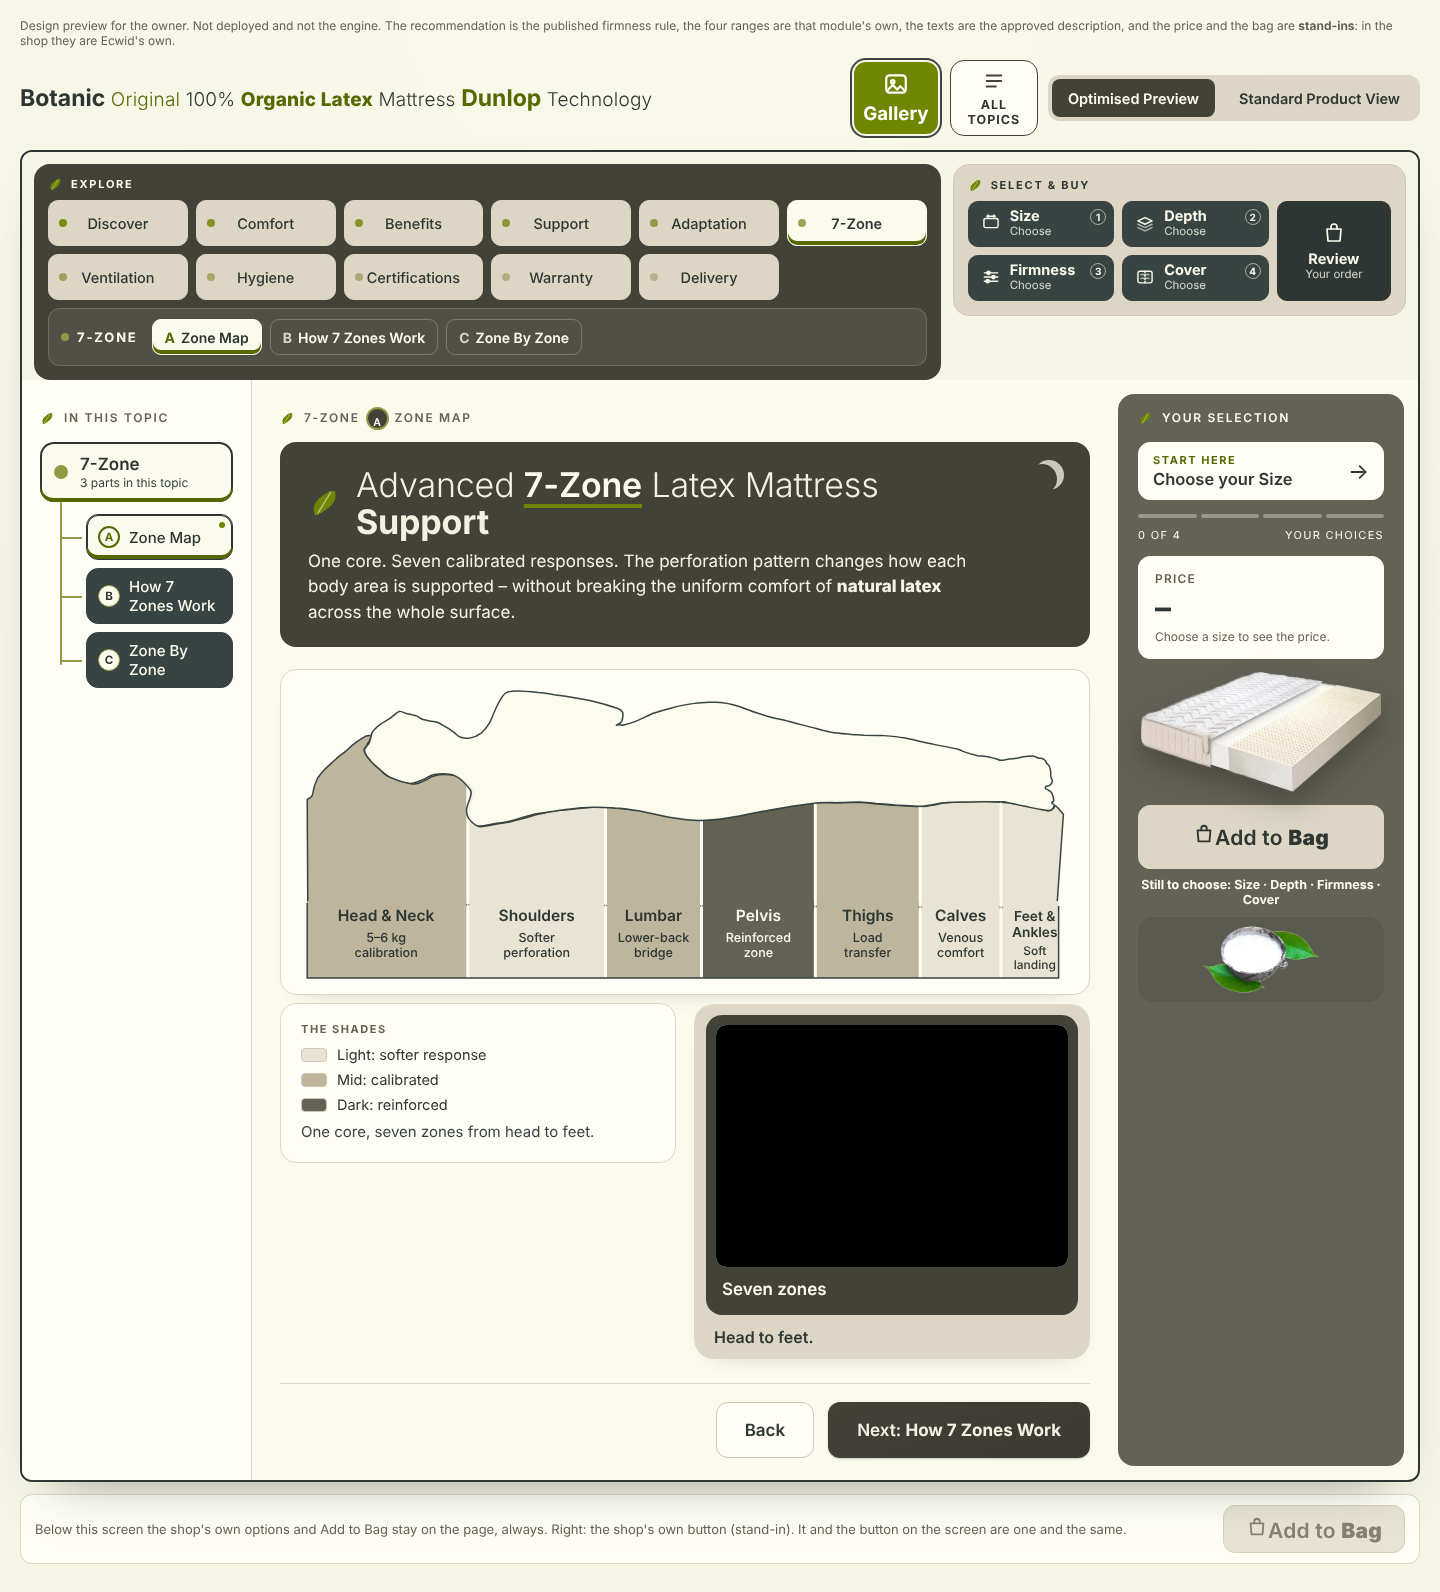 Design preview for the owner. Not deployed and not the engine. The recommendation is the published firmness rule, the four ranges are that module's own, the texts are the approved description, and the price and the bag are stand-ins: in the
shop they are Ecwid's own.
Botanic Original 100% Organic Latex Mattress Dunlop Technology
Gallery
ALL
TOPICS
Optimised Preview
Standard Product View
EXPLORE
Discover
Comfort
Benefits
Support
Adaptation
7-Zone
Ventilation
Hygiene
Certifications
Warranty
Delivery
7-ZONE
A Zone Map
B How 7 Zones Work
C Zone By Zone
SELECT & BUY
Size
Choose
1
Depth
Choose
2
Firmness
Choose
3
Cover
Choose
4
Review
Your order
IN THIS TOPIC
7-Zone
3 parts in this topic
A Zone Map
B How 7
Zones Work
C Zone By
Zone
7-ZONE A ZONE MAP
Advanced 7-Zone Latex Mattress
Support
One core. Seven calibrated responses. The perforation pattern changes how each
body area is supported – without breaking the uniform comfort of natural latex
across the whole surface.
Head & Neck
5–6 kg
calibration
Shoulders
Softer
perforation
Lumbar
Lower-back
bridge
Pelvis
Reinforced
zone
Thighs
Load
transfer
Calves
Venous
comfort
Feet &
Ankles
Soft
landing
THE SHADES
Light: softer response
Mid: calibrated
Dark: reinforced
One core, seven zones from head to feet.
Seven zones
Head to feet.
Back
Next: How 7 Zones Work
YOUR SELECTION
START HERE
Choose your Size
0 OF 4
YOUR CHOICES
PRICE
–
Choose a size to see the price.
Add to Bag
Still to choose: Size · Depth · Firmness ·
Cover
Below this screen the shop's own options and Add to Bag stay on the page, always. Right: the shop's own button (stand-in). It and the button on the screen are one and the same.
Add to Bag